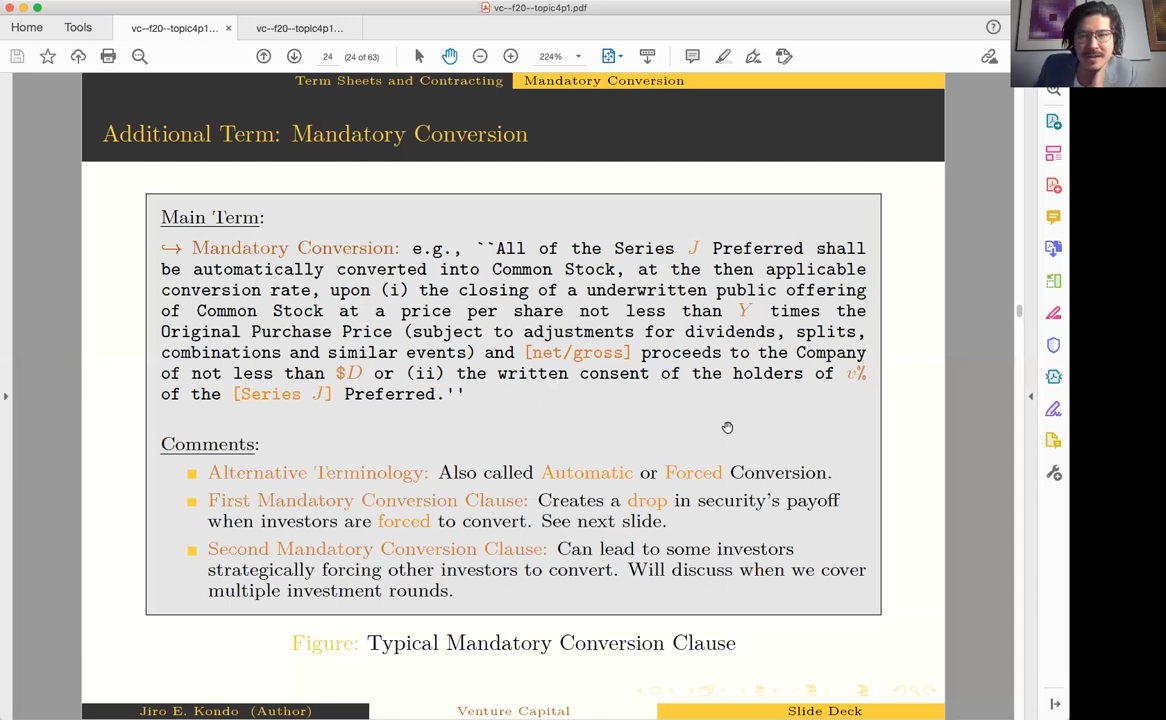 vc--f20--topic4p1.pdf
Home
Tools
vc--f20--topic4p1... ×
vc--f20--topic4p1...
24
(24 of 63)
224%
Term Sheets and Contracting
Mandatory Conversion
Additional Term: Mandatory Conversion
Main Term:
↪ Mandatory Conversion: e.g., ``All of the Series J Preferred shall
be automatically converted into Common Stock, at the then applicable
conversion rate, upon (i) the closing of a underwritten public offering
of Common Stock at a price per share not less than Y times the
Original Purchase Price (subject to adjustments for dividends, splits,
combinations and similar events) and [net/gross] proceeds to the Company
of not less than $D or (ii) the written consent of the holders of v%
of the [Series J] Preferred.''
Comments:
Alternative Terminology: Also called Automatic or Forced Conversion.
First Mandatory Conversion Clause: Creates a drop in security's payoff
when investors are forced to convert. See next slide.
Second Mandatory Conversion Clause: Can lead to some investors
strategically forcing other investors to convert. Will discuss when we cover
multiple investment rounds.
Figure: Typical Mandatory Conversion Clause
Jiro E. Kondo (Author)
Venture Capital
Slide Deck